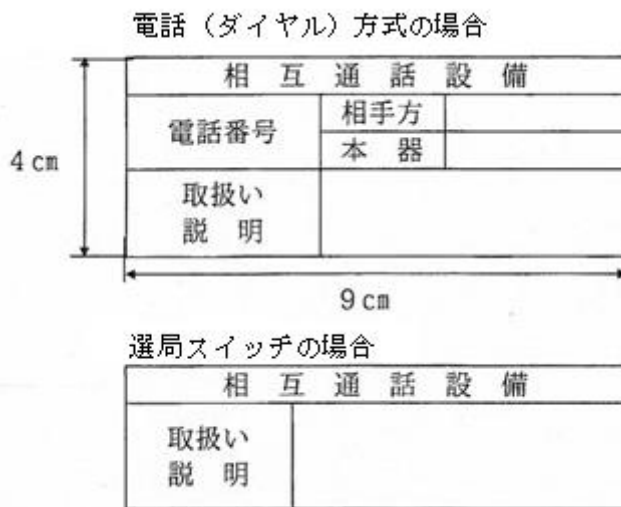 電話（ダイヤル）方式の場合
相互通話設備
電話番号
相手方
本器
4cm
取扱い
説明
9cm
選局スイッチの場合
相互通話設備
取扱い
説明